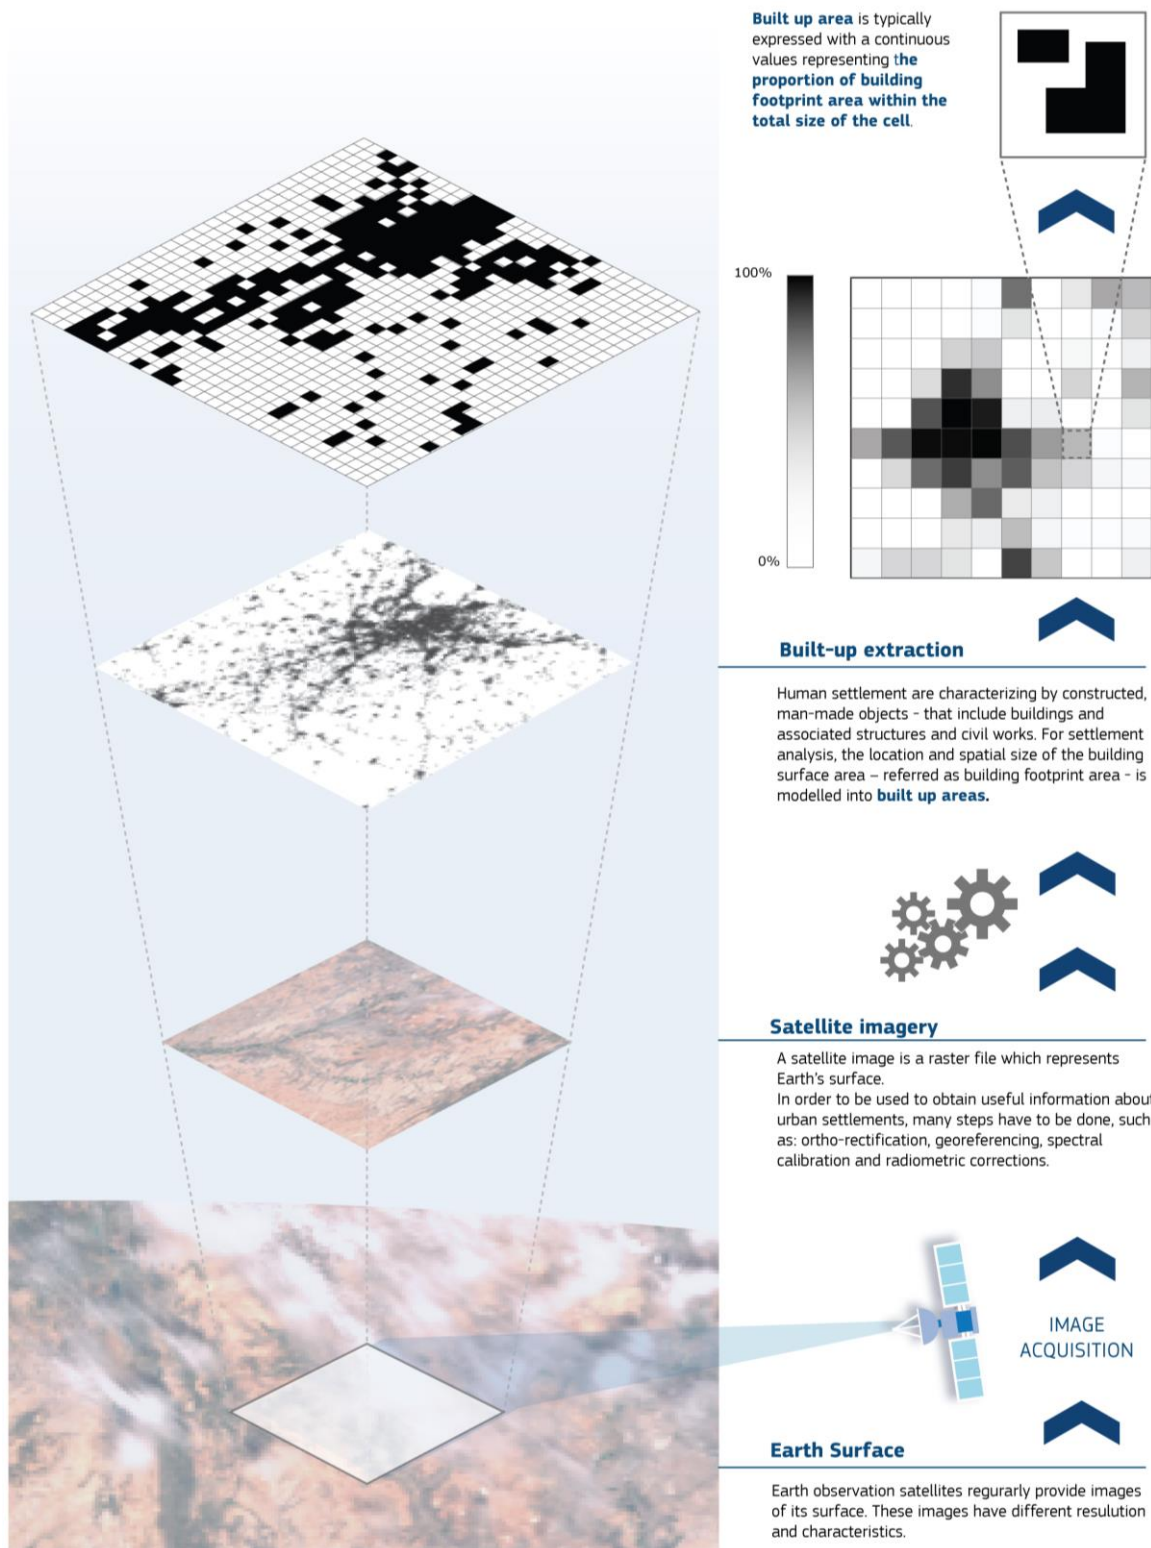 Built up area is typically
expressed with a continuous
values representing the
proportion of building
footprint area within the
total size of the cell.
100%
0%
Built-up extraction
Human settlement are characterizing by constructed,
man-made objects - that include buildings and
associated structures and civil works. For settlement
analysis, the location and spatial size of the building
surface area – referred as building footprint area - is
modelled into built up areas.
Satellite imagery
A satellite image is a raster file which represents
Earth's surface.
In order to be used to obtain useful information about
urban settlements, many steps have to be done, such
as: ortho-rectification, georeferencing, spectral
calibration and radiometric corrections.
IMAGE
ACQUISITION
Earth Surface
Earth observation satellites regurarly provide images
of its surface. These images have different resulution
and characteristics.